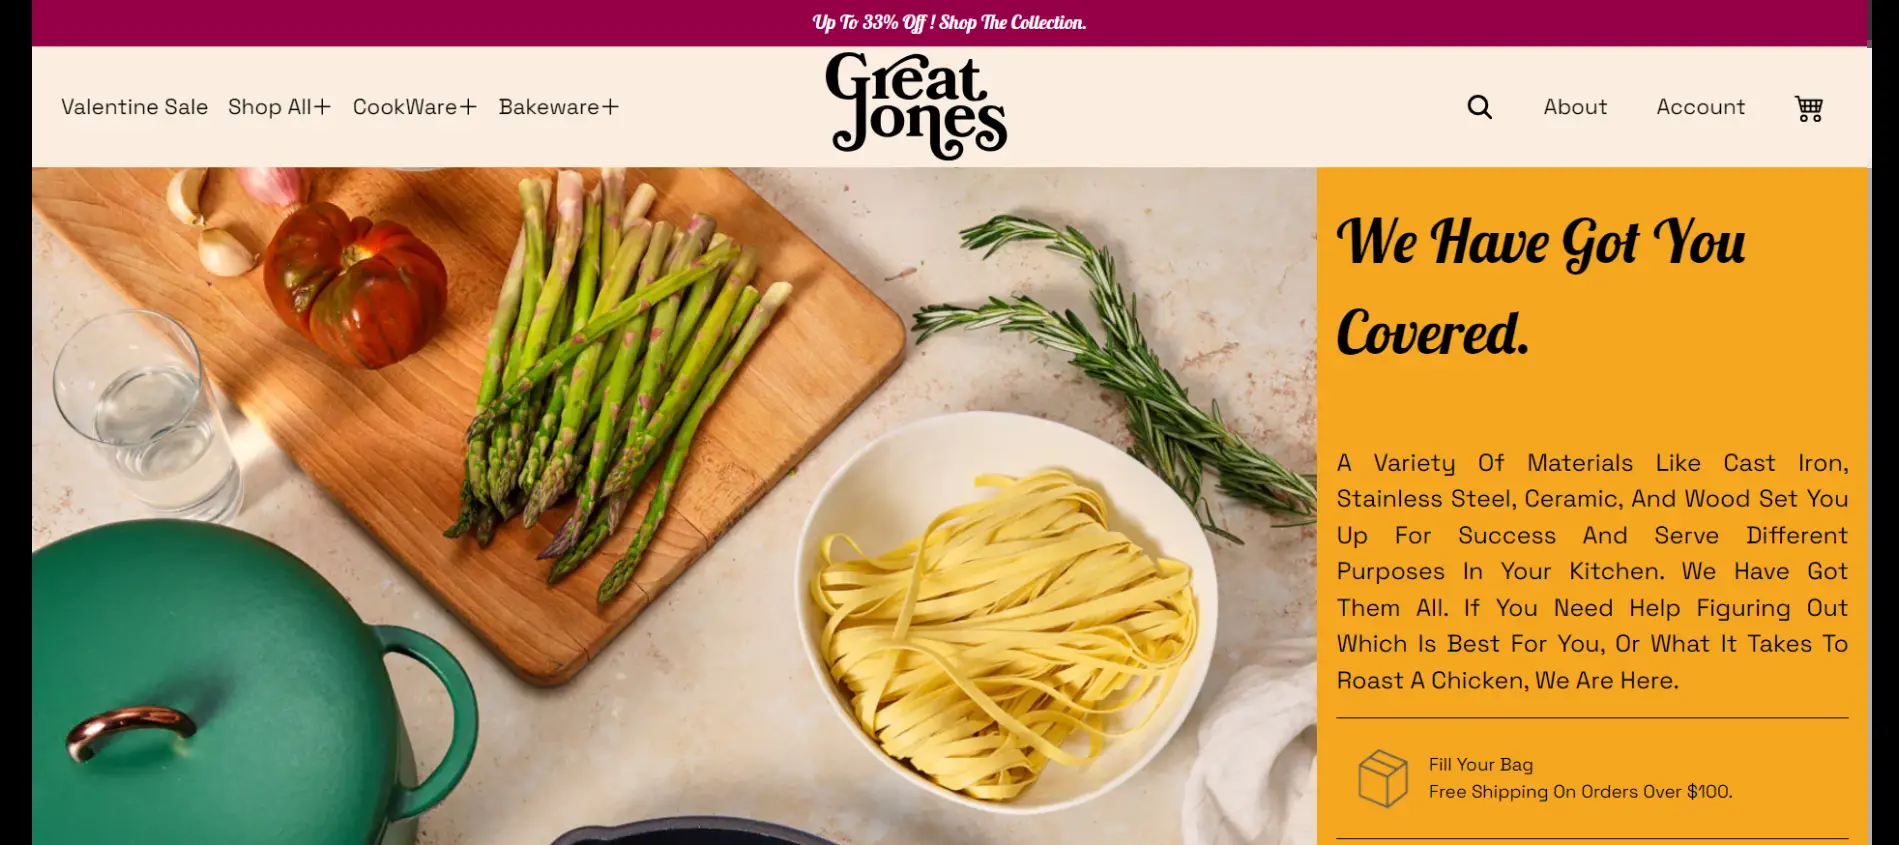 Up To 33% Off ! Shop The Collection.
Valentine Sale Shop All+ CookWare+ Bakeware+
Great
Jones
About Account
We Have Got You
Covered.
A Variety Of Materials Like Cast Iron,
Stainless Steel, Ceramic, And Wood Set You
Up For Success And Serve Different
Purposes In Your Kitchen. We Have Got
Them All. If You Need Help Figuring Out
Which Is Best For You, Or What It Takes To
Roast A Chicken, We Are Here.
Fill Your Bag
Free Shipping On Orders Over $100.